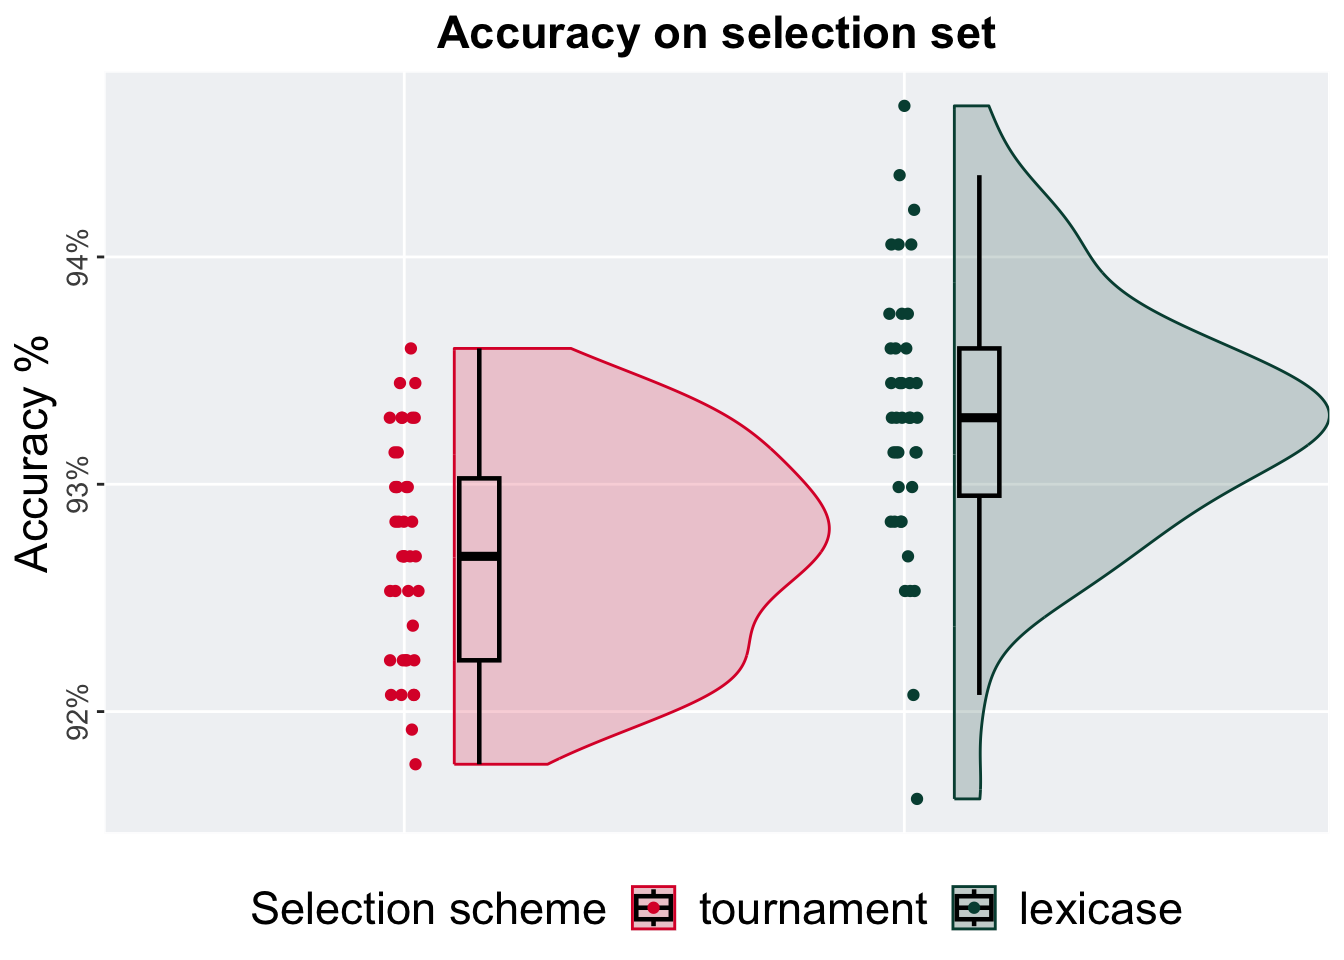 Accuracy on selection set
Accuracy %
94%
93%
92%
Selection scheme tournament lexicase